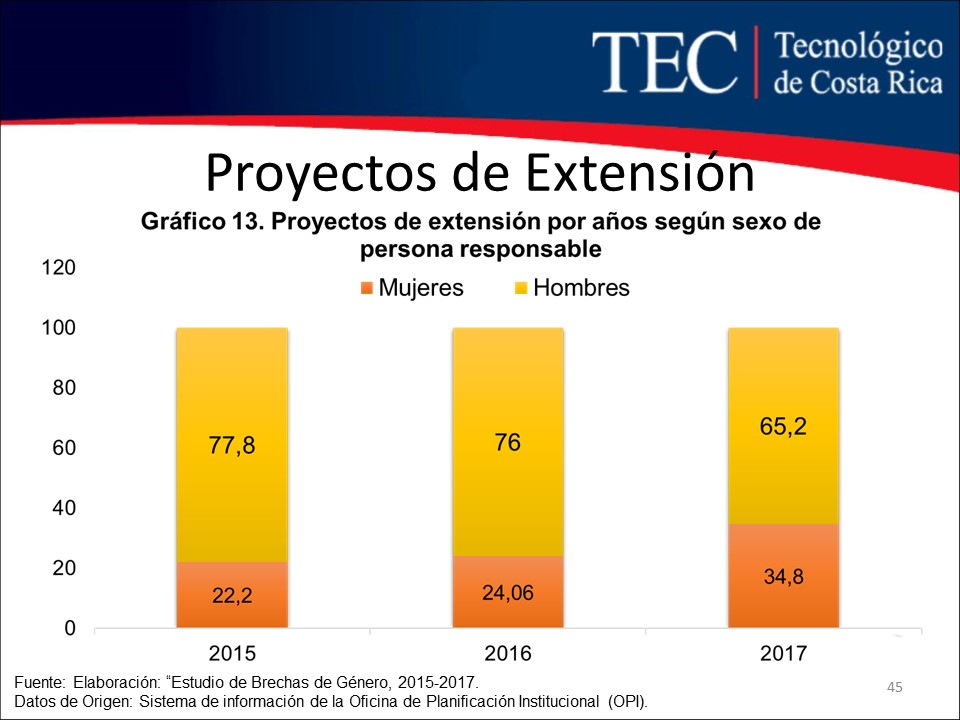 TEC
Tecnológico
de Costa Rica
Proyectos de Extensión
Gráfico 13. Proyectos de extensión por años según sexo de
persona responsable
Mujeres Hombres
120
100
80
60
40
20
0
77,8 76 65,2
22,2 24,06 34,8
2015 2016 2017
Fuente: Elaboración: “Estudio de Brechas de Género, 2015-2017.
Datos de Origen: Sistema de información de la Oficina de Planificación Institucional (OPI).
45